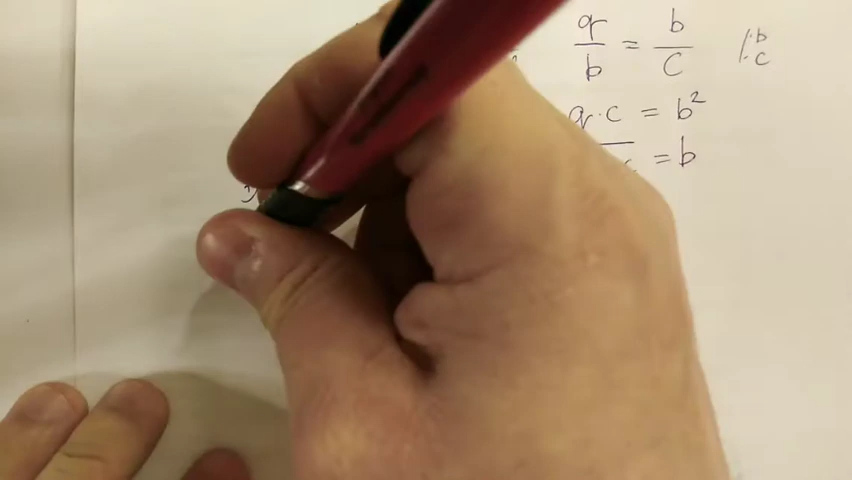 a/b = b/c /·b ·c
a·c = b²
= b